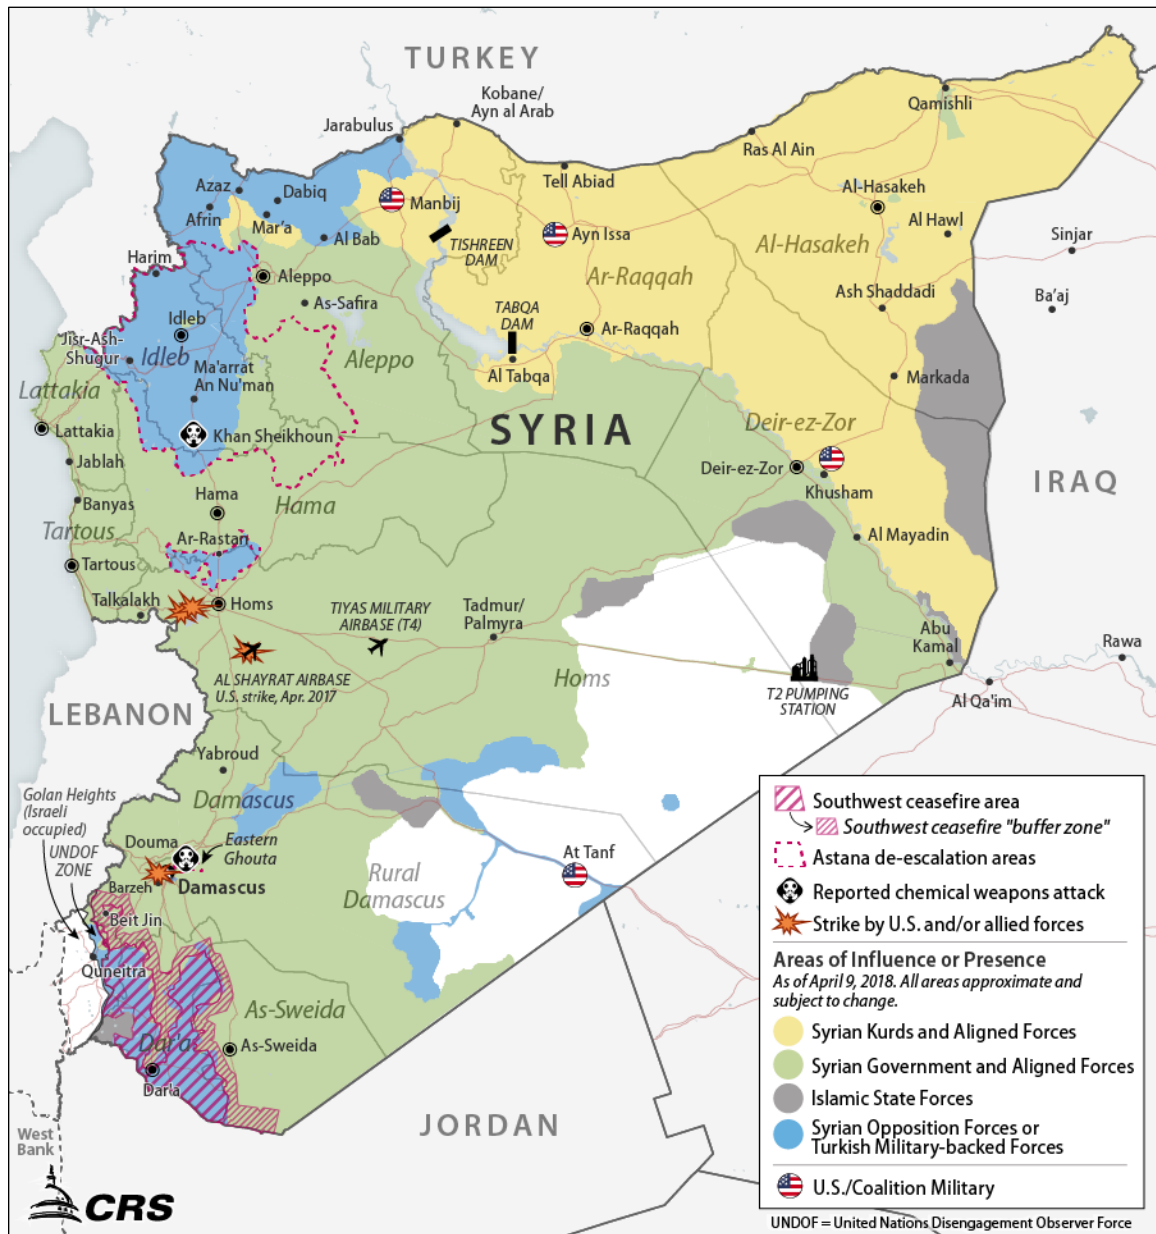 TURKEY
Kobane/
Ayn al Arab
Jarabulus
Qamishli
Ras Al Ain
Tell Abiad
Azaz
Dabiq
Afrin
Mar'a
Manbij
Al Bab
TISHREEN
DAM
Ayn Issa
Al-Hasakeh
Al Hawl
Sinjar
Al-Hasakeh
Harim
Aleppo
Ar-Raqqah
As-Safira
TABQA
DAM
Ash Shaddadi
Ba'aj
Idleb
Ar-Raqqah
Jisr-Ash-
Shugur
Idleb
Aleppo
Ma'arrat
An Nu'man
Al Tabqa
Markada
Lattakia
SYRIA
Deir-ez-Zor
Lattakia
Khan Sheikhoun
Jablah
Deir-ez-Zor
Khusham
IRAQ
Banyas
Hama
Hama
Tartous
Ar-Rastan
Al Mayadin
Tartous
Talkalakh
Homs
TIYAS MILITARY
AIRBASE (T4)
Tadmur/
Palmyra
Abu
Kamal
Rawa
AL SHAYRAT AIRBASE
U.S. strike, Apr. 2017
Homs
T2 PUMPING
STATION
Al Qa'im
LEBANON
Yabroud
Golan Heights
(Israeli
occupied)
UNDOF
ZONE
Damascus
Douma
Eastern
Ghouta
Barzeh
Damascus
Rural
Damascus
At Tanf
Beit Jin
Quneitra
As-Sweida
Dar'a
As-Sweida
Dar'a
JORDAN
West
Bank
CRS
Southwest ceasefire area
Southwest ceasefire "buffer zone"
Astana de-escalation areas
Reported chemical weapons attack
Strike by U.S. and/or allied forces
Areas of Influence or Presence
As of April 9, 2018. All areas approximate and
subject to change.
Syrian Kurds and Aligned Forces
Syrian Government and Aligned Forces
Islamic State Forces
Syrian Opposition Forces or
Turkish Military-backed Forces
U.S./Coalition Military
UNDOF = United Nations Disengagement Observer Force